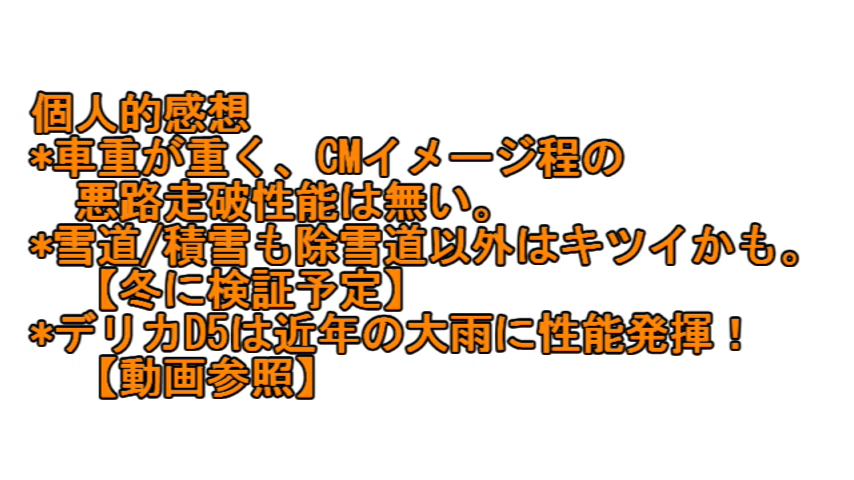 個人的感想
*車重が重く、CMイメージ程の
悪路走破性能は無い。
*雪道/積雪も除雪道以外はキツイかも。
【冬に検証予定】
*デリカD5は近年の大雨に性能発揮！
【動画参照】